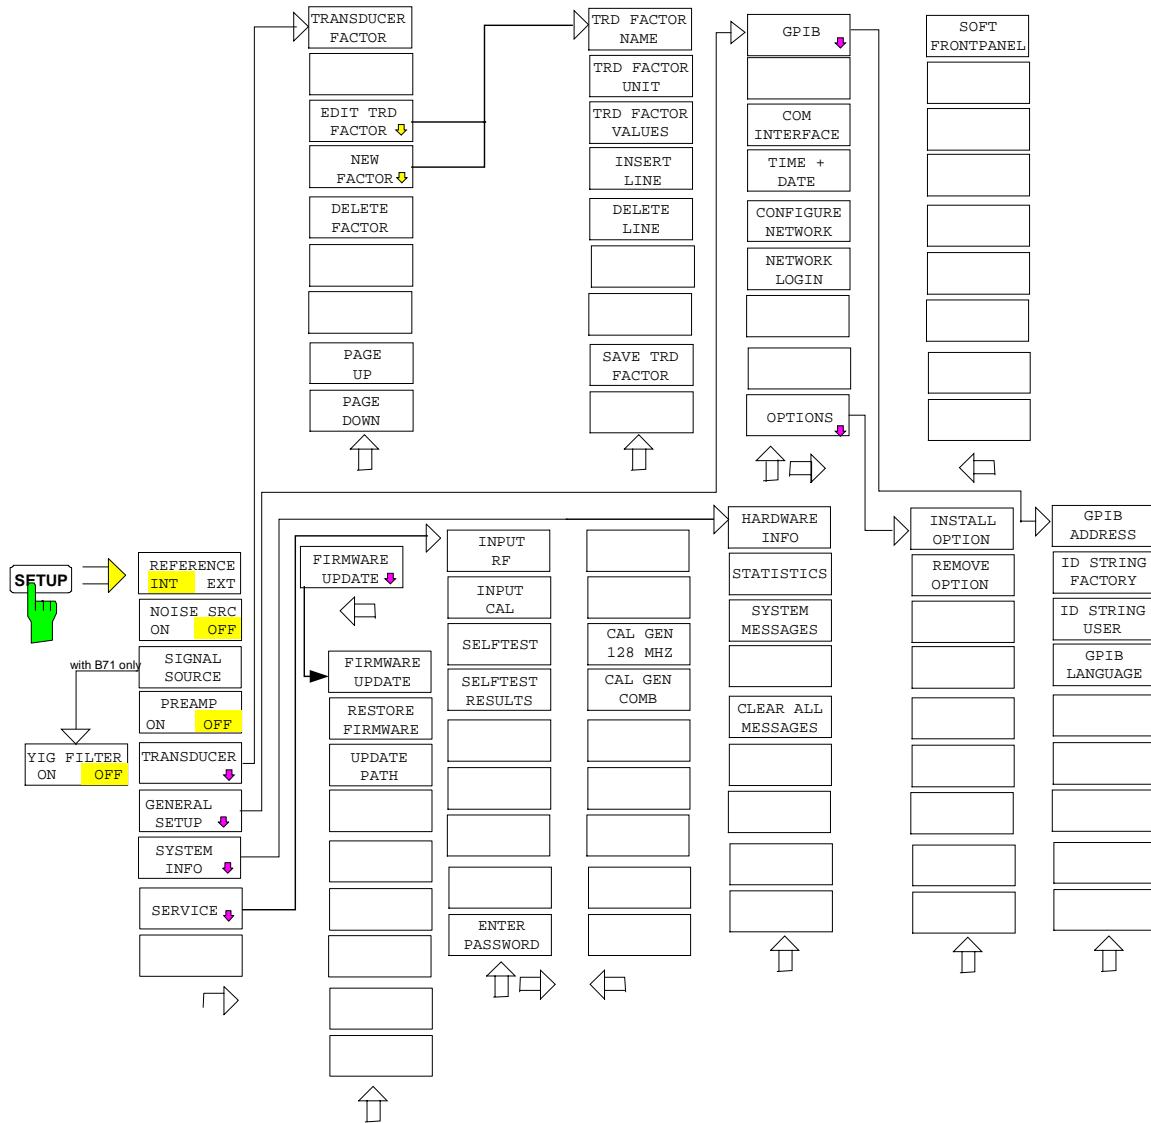 TRANSDUCER
FACTOR
EDIT TRD
FACTOR
NEW
FACTOR
DELETE
FACTOR
PAGE
UP
PAGE
DOWN
TRD FACTOR
NAME
TRD FACTOR
UNIT
TRD FACTOR
VALUES
INSERT
LINE
DELETE
LINE
SAVE TRD
FACTOR
GPIB
COM
INTERFACE
TIME +
DATE
CONFIGURE
NETWORK
NETWORK
LOGIN
OPTIONS
SOFT
FRONTPANEL
SETUP
REFERENCE
INT EXT
NOISE SRC
ON OFF
SIGNAL
SOURCE
with B71 only
PREAMP
ON OFF
YIG FILTER
ON OFF
TRANSDUCER
GENERAL
SETUP
SYSTEM
INFO
SERVICE
FIRMWARE
UPDATE
FIRMWARE
UPDATE
RESTORE
FIRMWARE
UPDATE
PATH
INPUT
RF
INPUT
CAL
SELFTEST
SELFTEST
RESULTS
ENTER
PASSWORD
CAL GEN
128 MHZ
CAL GEN
COMB
HARDWARE
INFO
STATISTICS
SYSTEM
MESSAGES
CLEAR ALL
MESSAGES
INSTALL
OPTION
REMOVE
OPTION
GPIB
ADDRESS
ID STRING
FACTORY
ID STRING
USER
GPIB
LANGUAGE